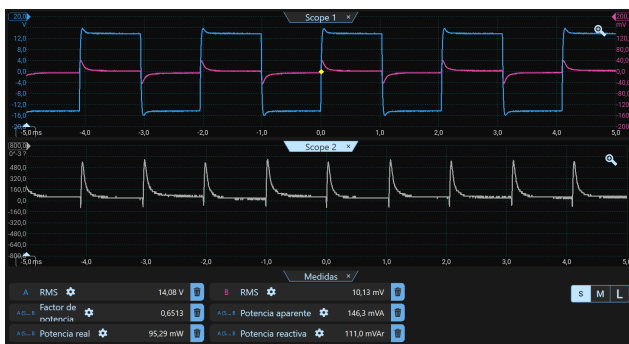 Scope 1 ×
20,0 200,
V mV
12,0 120,
8,0 80,0
4,0 40,0
0,0 0,0
-4,0 -40,0
-8,0 -80,0
-12,0 -120
-16,0 -160
-20 -200
-5,0 ms -4,0 -3,0 -2,0 -1,0 0,0 1,0 2,0 3,0 4,0 5,0
Scope 2 ×
800,0
0^-3 ?
480,0
320,0
160,0
0,0
-160,0
-320,0
-480,0
-640,0
-800,0
-5,0 ms -4,0 -3,0 -2,0 -1,0 0,0 1,0 2,0 3,0 4,0 5,
Medidas ×
A RMS 14,08 V B RMS 10,13 mV S M L
A (S... B Factor de potencia 0,6513 A (S... B Potencia aparente 146,3 mVA
A (S... B Potencia real 95,29 mW A (S... B Potencia reactiva 111,0 mVAr